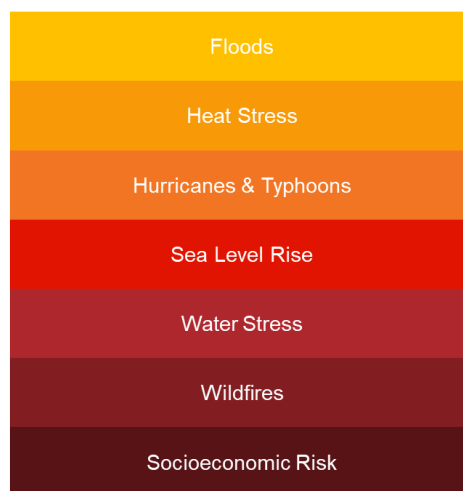 Floods
Heat Stress
Hurricanes & Typhoons
Sea Level Rise
Water Stress
Wildfires
Socioeconomic Risk